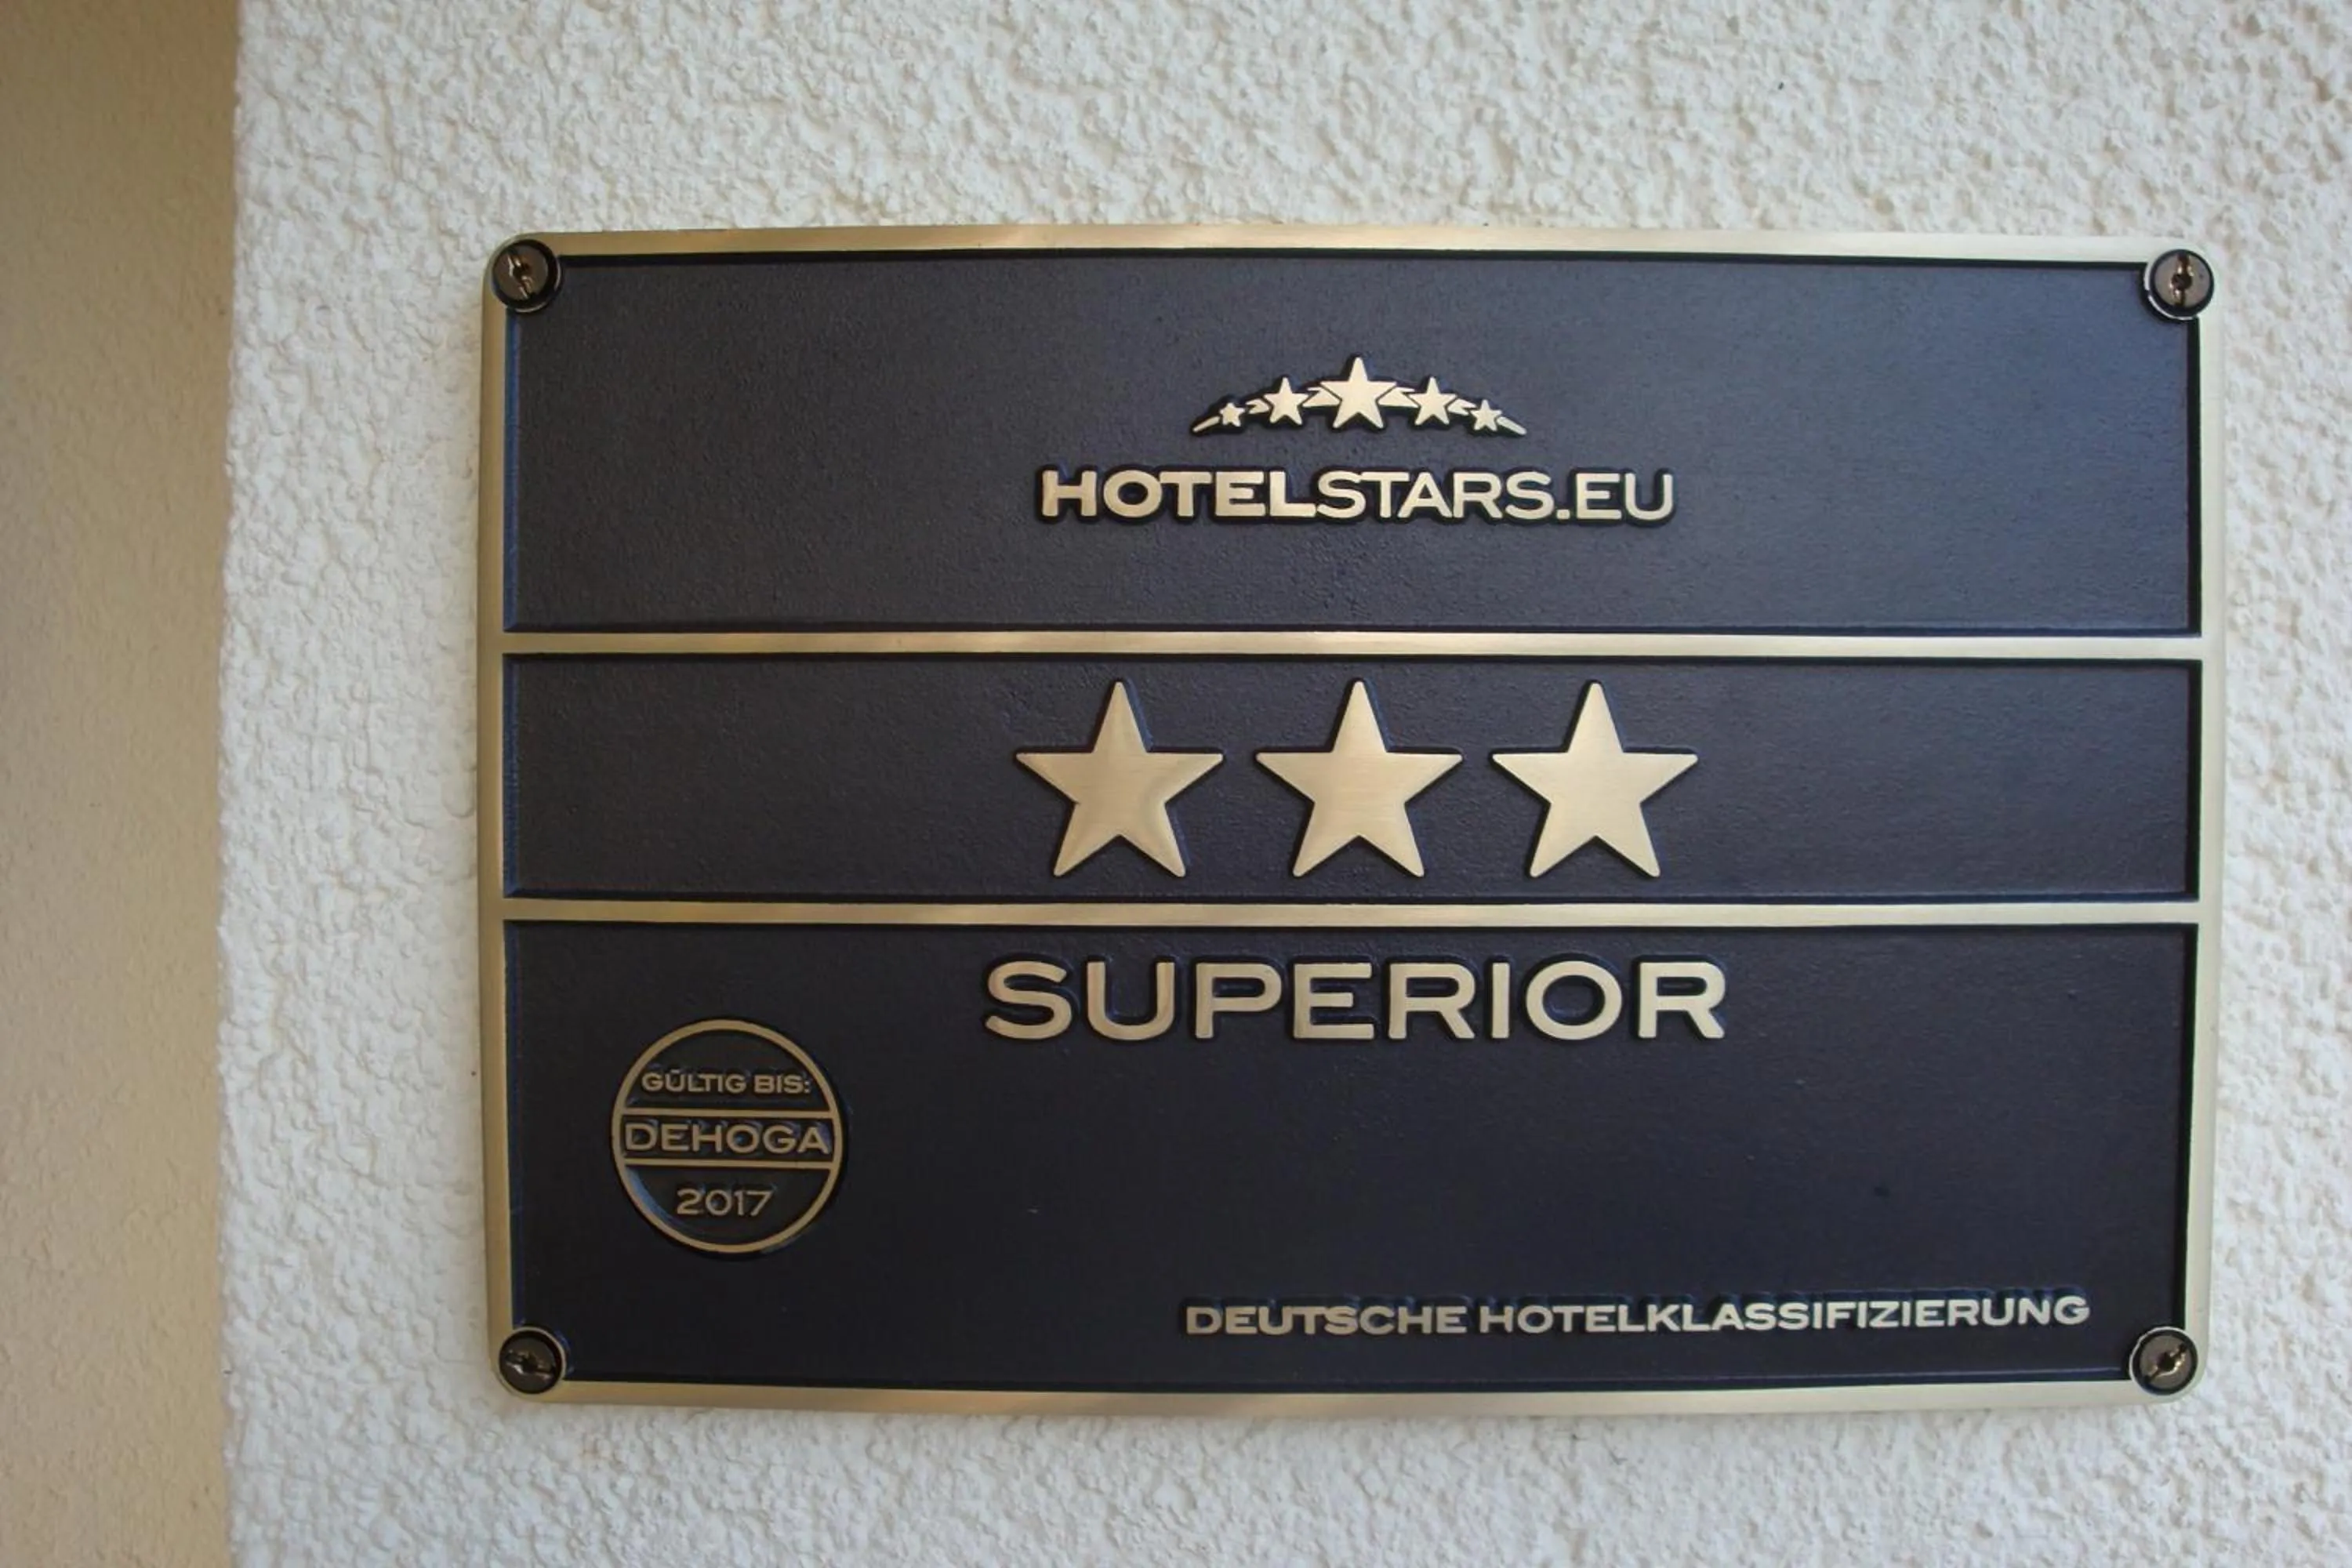 HOTELSTARS.EU
SUPERIOR
GÜLTIG BIS:
DEHOGA
2017
DEUTSCHE HOTELKLASSIFIZIERUNG